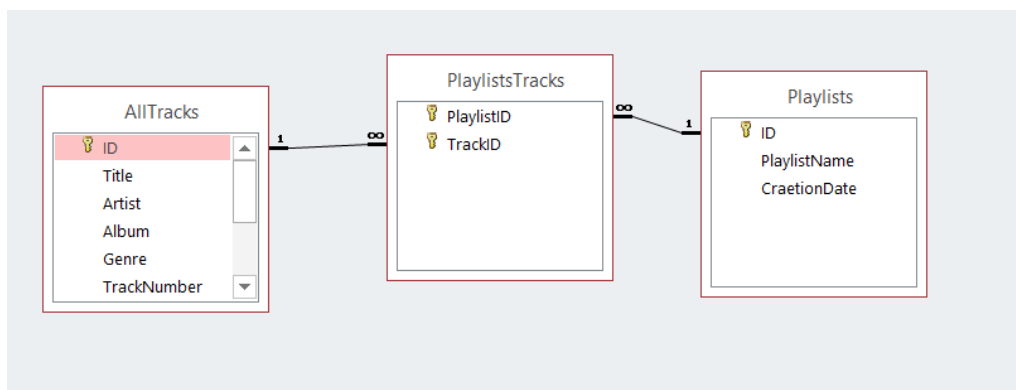 AllTracks
ID
Title
Artist
Album
Genre
TrackNumber
1
∞
PlaylistsTracks
PlaylistID
TrackID
∞
1
Playlists
ID
PlaylistName
CraetionDate